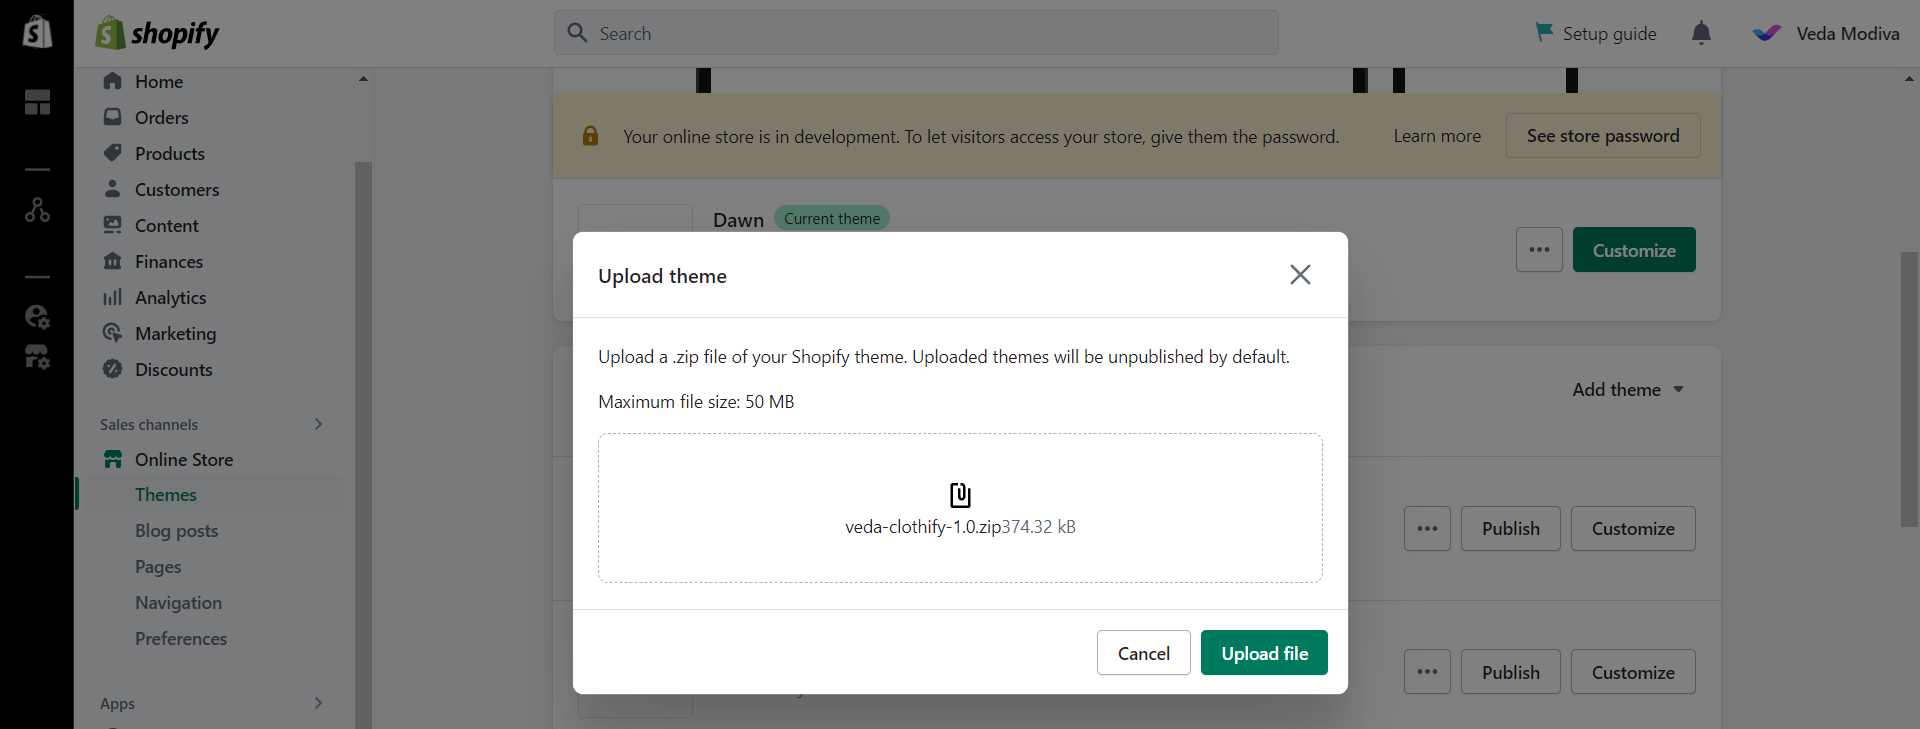 shopify
Search
Setup guide
Veda Modiva
Home
Orders
Products
Customers
Content
Finances
Analytics
Marketing
Discounts
Sales channels
Online Store
Themes
Blog posts
Pages
Navigation
Preferences
Apps
Your online store is in development. To let visitors access your store, give them the password.
Learn more
See store password
Dawn
Current theme
Customize
Add theme
Publish
Customize
Publish
Customize
Upload theme
Upload a .zip file of your Shopify theme. Uploaded themes will be unpublished by default.
Maximum file size: 50 MB
veda-clothify-1.0.zip374.32 kB
Cancel
Upload file